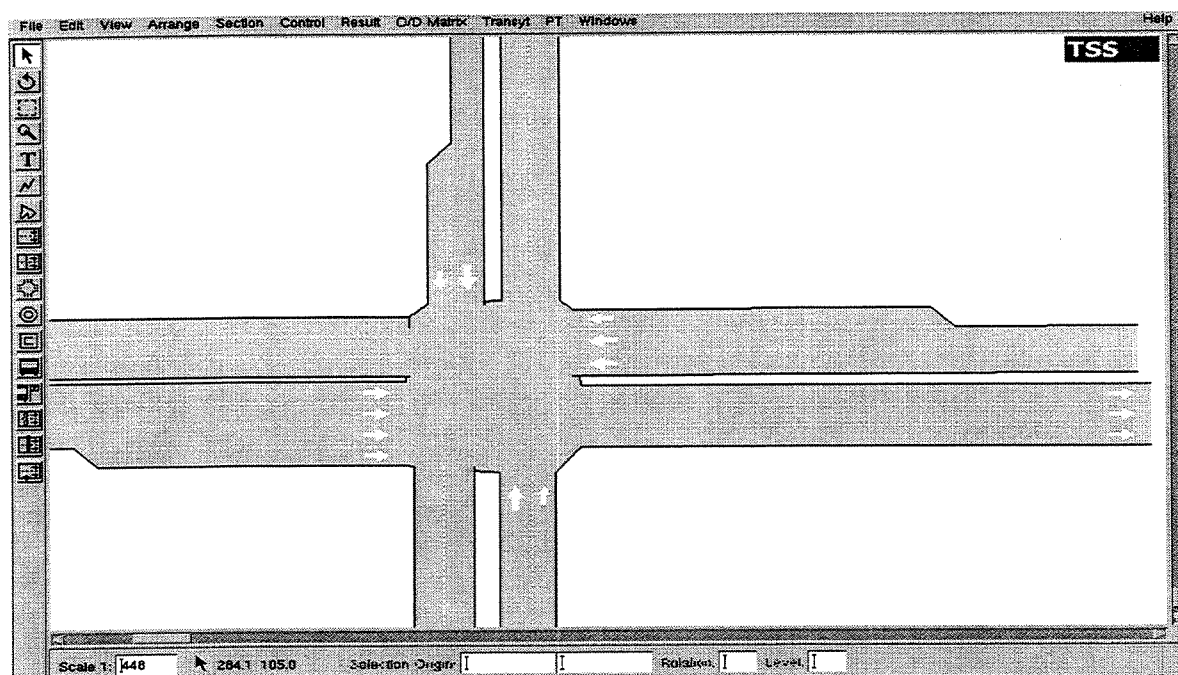 File Edit View Arrange Section Control Result O/D Matrix Transyt PT Windows Help
TSS
T
Scale 1: 448 284.1 105.0 Selection Origin: Rotation: Level: